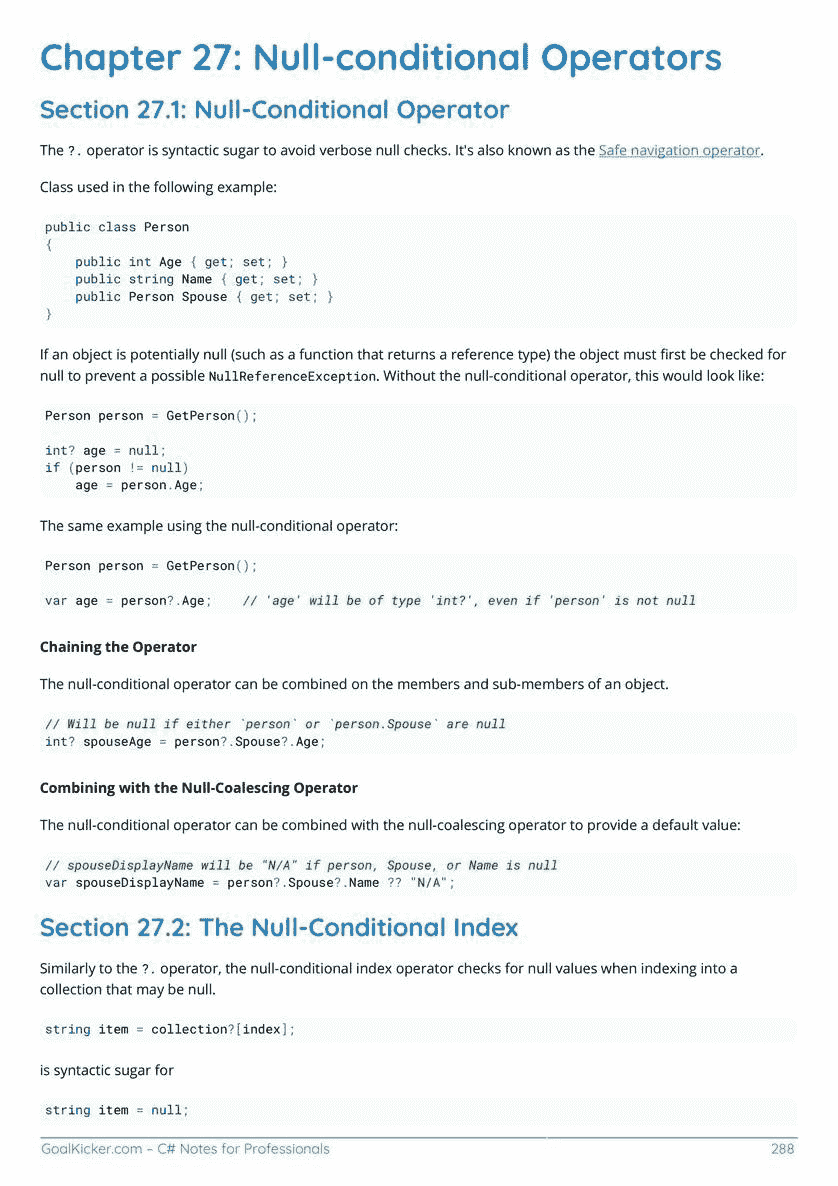 Chapter 27: Null-conditional Operators
Section 27.1: Null-Conditional Operator
The ?. operator is syntactic sugar to avoid verbose null checks. It's also known as the Safe navigation operator.
Class used in the following example:
public class Person
{
    public int Age { get; set; }
    public string Name { get; set; }
    public Person Spouse { get; set; }
}
If an object is potentially null (such as a function that returns a reference type) the object must first be checked for
null to prevent a possible NullReferenceException. Without the null-conditional operator, this would look like:
Person person = GetPerson();
int? age = null;
if (person != null)
    age = person.Age;
The same example using the null-conditional operator:
Person person = GetPerson();
var age = person?.Age;    // 'age' will be of type 'int?', even if 'person' is not null
Chaining the Operator
The null-conditional operator can be combined on the members and sub-members of an object.
// Will be null if either `person` or `person.Spouse` are null
int? spouseAge = person?.Spouse?.Age;
Combining with the Null-Coalescing Operator
The null-conditional operator can be combined with the null-coalescing operator to provide a default value:
// spouseDisplayName will be "N/A" if person, Spouse, or Name is null
var spouseDisplayName = person?.Spouse?.Name ?? "N/A";
Section 27.2: The Null-Conditional Index
Similarly to the ?. operator, the null-conditional index operator checks for null values when indexing into a
collection that may be null.
string item = collection?[index];
is syntactic sugar for
string item = null;
GoalKicker.com – C# Notes for Professionals 288